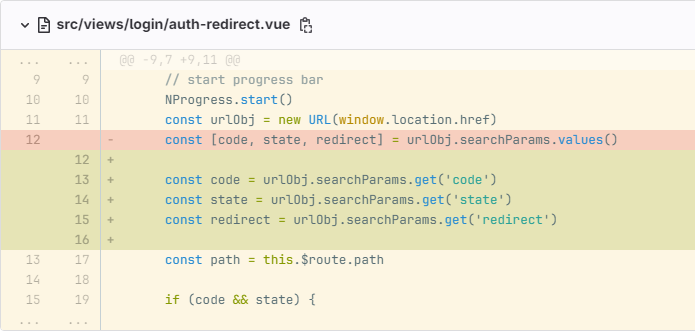 src/views/login/auth-redirect.vue
... ... @@ -9,7 +9,11 @@
9 9 // start progress bar
10 10 NProgress.start()
11 11 const urlObj = new URL(window.location.href)
12 - const [code, state, redirect] = urlObj.searchParams.values()
12 +
13 + const code = urlObj.searchParams.get('code')
14 + const state = urlObj.searchParams.get('state')
15 + const redirect = urlObj.searchParams.get('redirect')
16 +
13 17 const path = this.$route.path
14 18
15 19 if (code && state) {
... ...